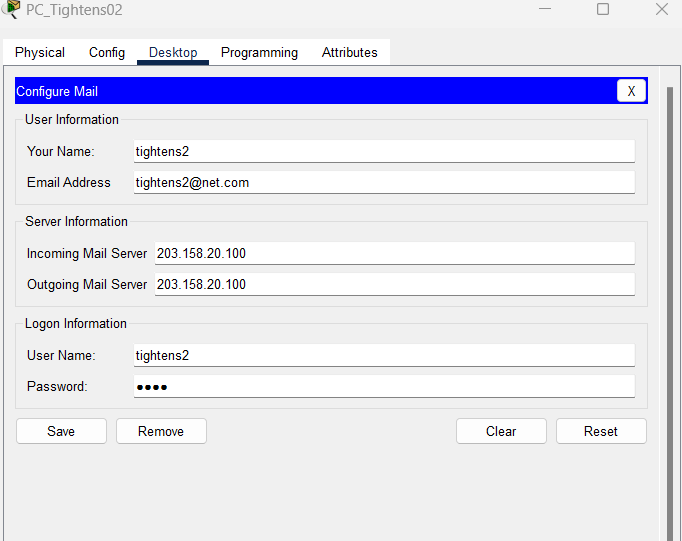 PC_Tightens02
Physical Config Desktop Programming Attributes
Configure Mail X
User Information
Your Name: tightens2
Email Address tightens2@net.com
Server Information
Incoming Mail Server 203.158.20.100
Outgoing Mail Server 203.158.20.100
Logon Information
User Name: tightens2
Password: ●●●●
Save Remove Clear Reset